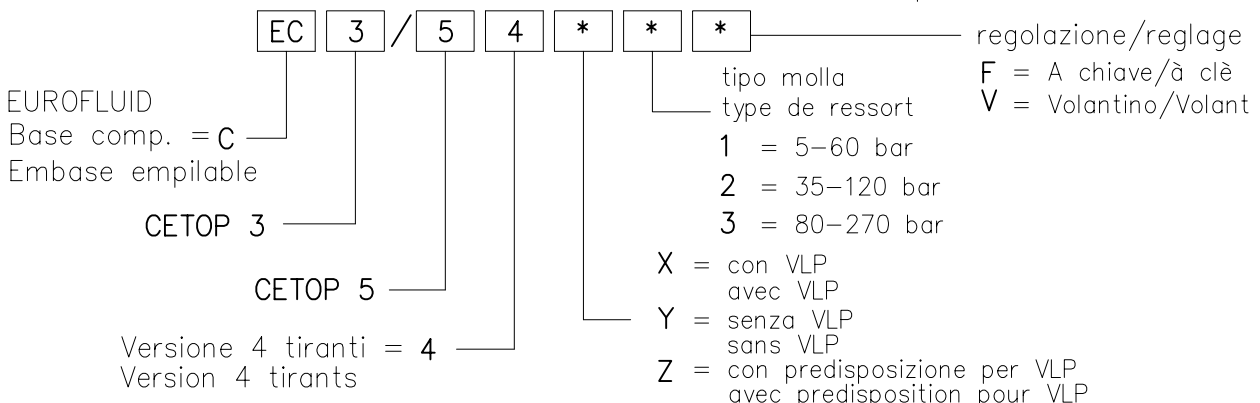 EC 3 / 5 4 * * *
regolazione/reglage
F = A chiave/à clè
V = Volantino/Volant
tipo molla
type de ressort
1 = 5–60 bar
2 = 35–120 bar
3 = 80–270 bar
EUROFLUID
Base comp. = C
Embase empilable
CETOP 3
CETOP 5
Versione 4 tiranti = 4
Version 4 tirants
X = con VLP
avec VLP
Y = senza VLP
sans VLP
Z = con predisposizione per VLP
avec predisposition pour VLP